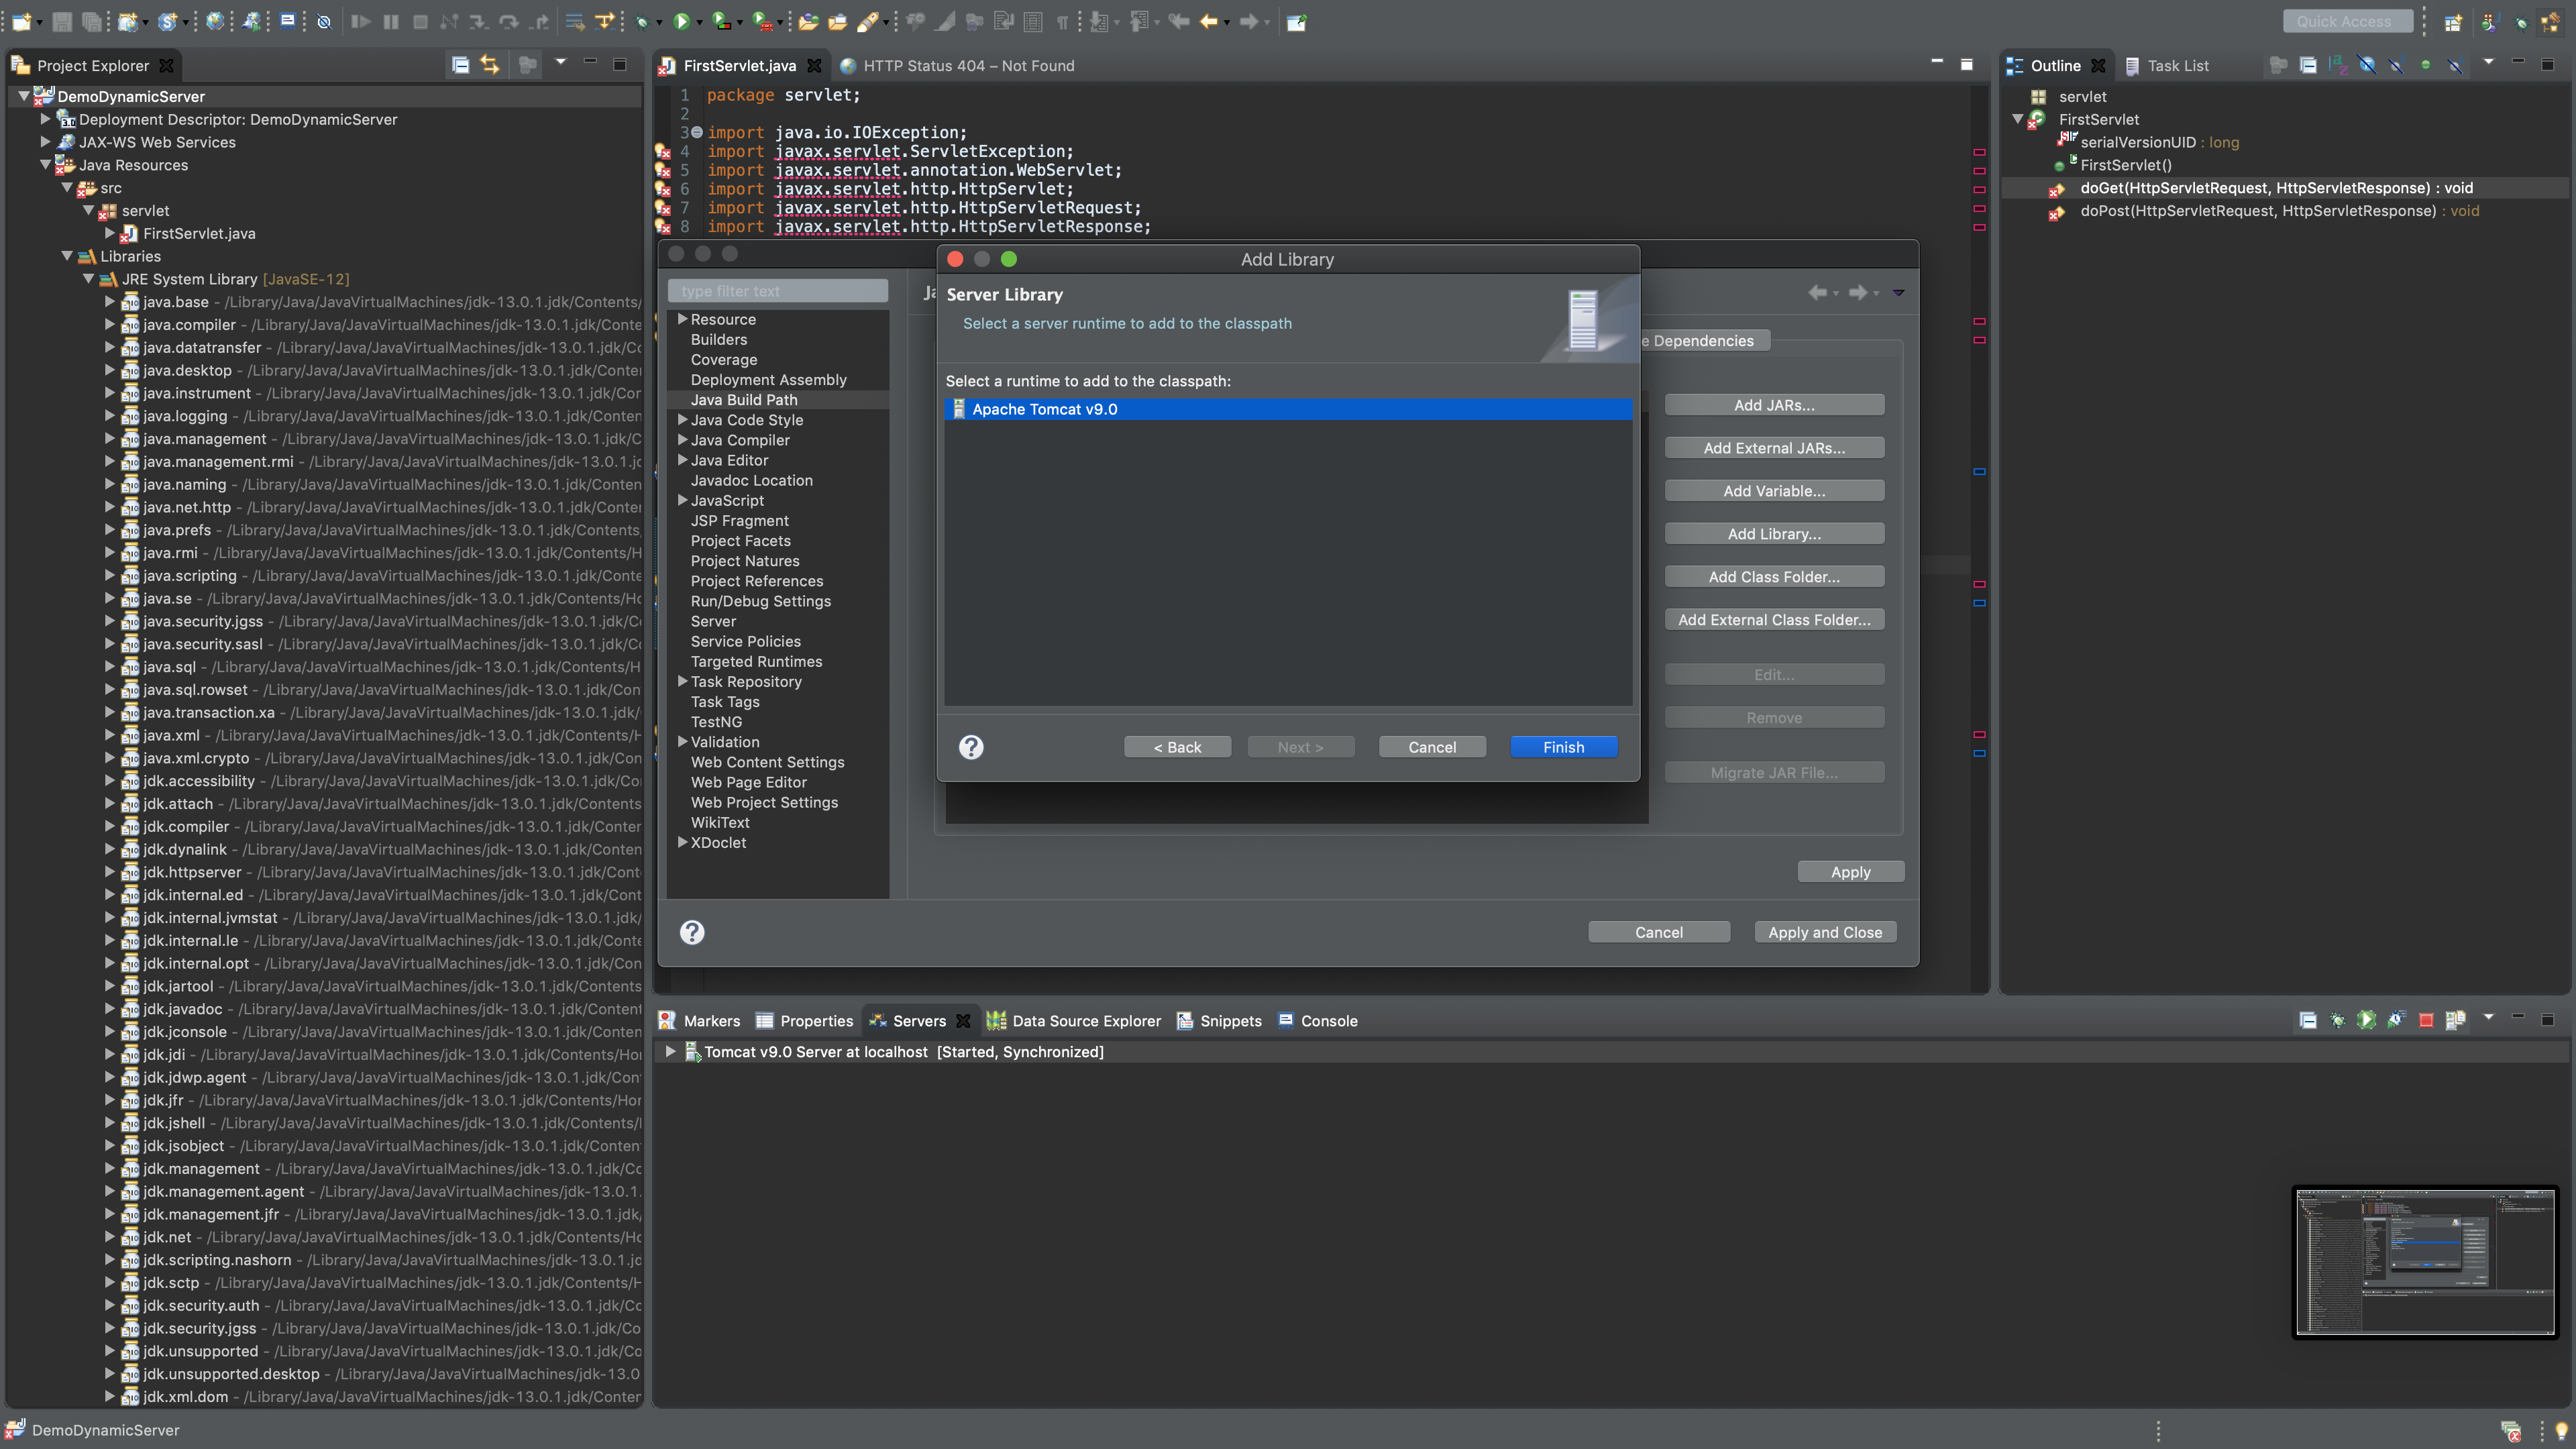 Quick Access
Project Explorer
DemoDynamicServer
Deployment Descriptor: DemoDynamicServer
JAX-WS Web Services
Java Resources
src
servlet
FirstServlet.java
Libraries
JRE System Library [JavaSE-12]
java.base - /Library/Java/JavaVirtualMachines/jdk-13.0.1.jdk/Contents/
java.compiler - /Library/Java/JavaVirtualMachines/jdk-13.0.1.jdk/Conte
java.datatransfer - /Library/Java/JavaVirtualMachines/jdk-13.0.1.jdk/Cc
java.desktop - /Library/Java/JavaVirtualMachines/jdk-13.0.1.jdk/Conten
java.instrument - /Library/Java/JavaVirtualMachines/jdk-13.0.1.jdk/Cor
java.logging - /Library/Java/JavaVirtualMachines/jdk-13.0.1.jdk/Conten
java.management - /Library/Java/JavaVirtualMachines/jdk-13.0.1.jdk/C
java.management.rmi - /Library/Java/JavaVirtualMachines/jdk-13.0.1.jc
java.naming - /Library/Java/JavaVirtualMachines/jdk-13.0.1.jdk/Conten
java.net.http - /Library/Java/JavaVirtualMachines/jdk-13.0.1.jdk/Conter
java.prefs - /Library/Java/JavaVirtualMachines/jdk-13.0.1.jdk/Contents,
java.rmi - /Library/Java/JavaVirtualMachines/jdk-13.0.1.jdk/Contents/H
java.scripting - /Library/Java/JavaVirtualMachines/jdk-13.0.1.jdk/Conte
java.se - /Library/Java/JavaVirtualMachines/jdk-13.0.1.jdk/Contents/Ho
java.security.jgss - /Library/Java/JavaVirtualMachines/jdk-13.0.1.jdk/C
java.security.sasl - /Library/Java/JavaVirtualMachines/jdk-13.0.1.jdk/C
java.sql - /Library/Java/JavaVirtualMachines/jdk-13.0.1.jdk/Contents/H
java.sql.rowset - /Library/Java/JavaVirtualMachines/jdk-13.0.1.jdk/Con
java.transaction.xa - /Library/Java/JavaVirtualMachines/jdk-13.0.1.jdk/
java.xml - /Library/Java/JavaVirtualMachines/jdk-13.0.1.jdk/Contents/H
java.xml.crypto - /Library/Java/JavaVirtualMachines/jdk-13.0.1.jdk/Con
jdk.accessibility - /Library/Java/JavaVirtualMachines/jdk-13.0.1.jdk/Co
jdk.attach - /Library/Java/JavaVirtualMachines/jdk-13.0.1.jdk/Contents
jdk.compiler - /Library/Java/JavaVirtualMachines/jdk-13.0.1.jdk/Conter
jdk.dynalink - /Library/Java/JavaVirtualMachines/jdk-13.0.1.jdk/Conten
jdk.httpserver - /Library/Java/JavaVirtualMachines/jdk-13.0.1.jdk/Cont
jdk.internal.ed - /Library/Java/JavaVirtualMachines/jdk-13.0.1.jdk/Cont
jdk.internal.jvmstat - /Library/Java/JavaVirtualMachines/jdk-13.0.1.jdk/
jdk.internal.le - /Library/Java/JavaVirtualMachines/jdk-13.0.1.jdk/Cont
jdk.internal.opt - /Library/Java/JavaVirtualMachines/jdk-13.0.1.jdk/Con
jdk.jartool - /Library/Java/JavaVirtualMachines/jdk-13.0.1.jdk/Contents
jdk.javadoc - /Library/Java/JavaVirtualMachines/jdk-13.0.1.jdk/Content
jdk.jconsole - /Library/Java/JavaVirtualMachines/jdk-13.0.1.jdk/Conten
jdk.jdi - /Library/Java/JavaVirtualMachines/jdk-13.0.1.jdk/Contents/Hor
jdk.jdwp.agent - /Library/Java/JavaVirtualMachines/jdk-13.0.1.jdk/Con
jdk.jfr - /Library/Java/JavaVirtualMachines/jdk-13.0.1.jdk/Contents/Hor
jdk.jshell - /Library/Java/JavaVirtualMachines/jdk-13.0.1.jdk/Contents/
jdk.jsobject - /Library/Java/JavaVirtualMachines/jdk-13.0.1.jdk/Conten
jdk.management - /Library/Java/JavaVirtualMachines/jdk-13.0.1.jdk/Co
jdk.management.agent - /Library/Java/JavaVirtualMachines/jdk-13.0.1.
jdk.management.jfr - /Library/Java/JavaVirtualMachines/jdk-13.0.1.jdk,
jdk.net - /Library/Java/JavaVirtualMachines/jdk-13.0.1.jdk/Contents/Hc
jdk.scripting.nashorn - /Library/Java/JavaVirtualMachines/jdk-13.0.1.jd
jdk.sctp - /Library/Java/JavaVirtualMachines/jdk-13.0.1.jdk/Contents/H
jdk.security.auth - /Library/Java/JavaVirtualMachines/jdk-13.0.1.jdk/Cc
jdk.security.jgss - /Library/Java/JavaVirtualMachines/jdk-13.0.1.jdk/Co
jdk.unsupported - /Library/Java/JavaVirtualMachines/jdk-13.0.1.jdk/Cc
jdk.unsupported.desktop - /Library/Java/JavaVirtualMachines/jdk-13.0
jdk.xml.dom - /Library/Java/JavaVirtualMachines/jdk-13.0.1.jdk/Conter
FirstServlet.java
HTTP Status 404 – Not Found
1 package servlet;
2
3 import java.io.IOException;
4 import javax.servlet.ServletException;
5 import javax.servlet.annotation.WebServlet;
6 import javax.servlet.http.HttpServlet;
7 import javax.servlet.http.HttpServletRequest;
8 import javax.servlet.http.HttpServletResponse;
type filter text
Resource
Builders
Coverage
Deployment Assembly
Java Build Path
Java Code Style
Java Compiler
Java Editor
Javadoc Location
JavaScript
JSP Fragment
Project Facets
Project Natures
Project References
Run/Debug Settings
Server
Service Policies
Targeted Runtimes
Task Repository
Task Tags
TestNG
Validation
Web Content Settings
Web Page Editor
Web Project Settings
WikiText
XDoclet
Ja
Add Library
Server Library
Select a server runtime to add to the classpath
Select a runtime to add to the classpath:
Apache Tomcat v9.0
< Back
Next >
Cancel
Finish
e Dependencies
Add JARs...
Add External JARs...
Add Variable...
Add Library...
Add Class Folder...
Add External Class Folder...
Edit...
Remove
Migrate JAR File...
Apply
Cancel
Apply and Close
Outline
Task List
servlet
FirstServlet
serialVersionUID : long
FirstServlet()
doGet(HttpServletRequest, HttpServletResponse) : void
doPost(HttpServletRequest, HttpServletResponse) : void
Markers
Properties
Servers
Data Source Explorer
Snippets
Console
Tomcat v9.0 Server at localhost [Started, Synchronized]
DemoDynamicServer